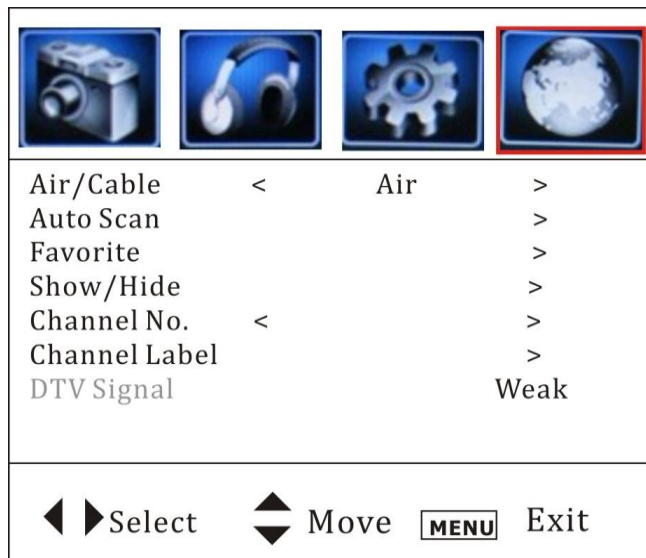 Air/Cable < Air >
Auto Scan >
Favorite >
Show/Hide >
Channel No. < >
Channel Label >
DTV Signal Weak
Select Move MENU Exit